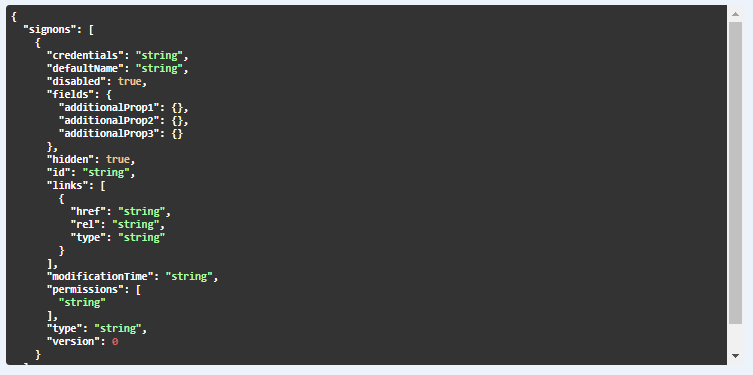 {
  "signons": [
    {
      "credentials": "string",
      "defaultName": "string",
      "disabled": true,
      "fields": {
        "additionalProp1": {},
        "additionalProp2": {},
        "additionalProp3": {}
      },
      "hidden": true,
      "id": "string",
      "links": [
        {
          "href": "string",
          "rel": "string",
          "type": "string"
        }
      ],
      "modificationTime": "string",
      "permissions": [
        "string"
      ],
      "type": "string",
      "version": 0
    }